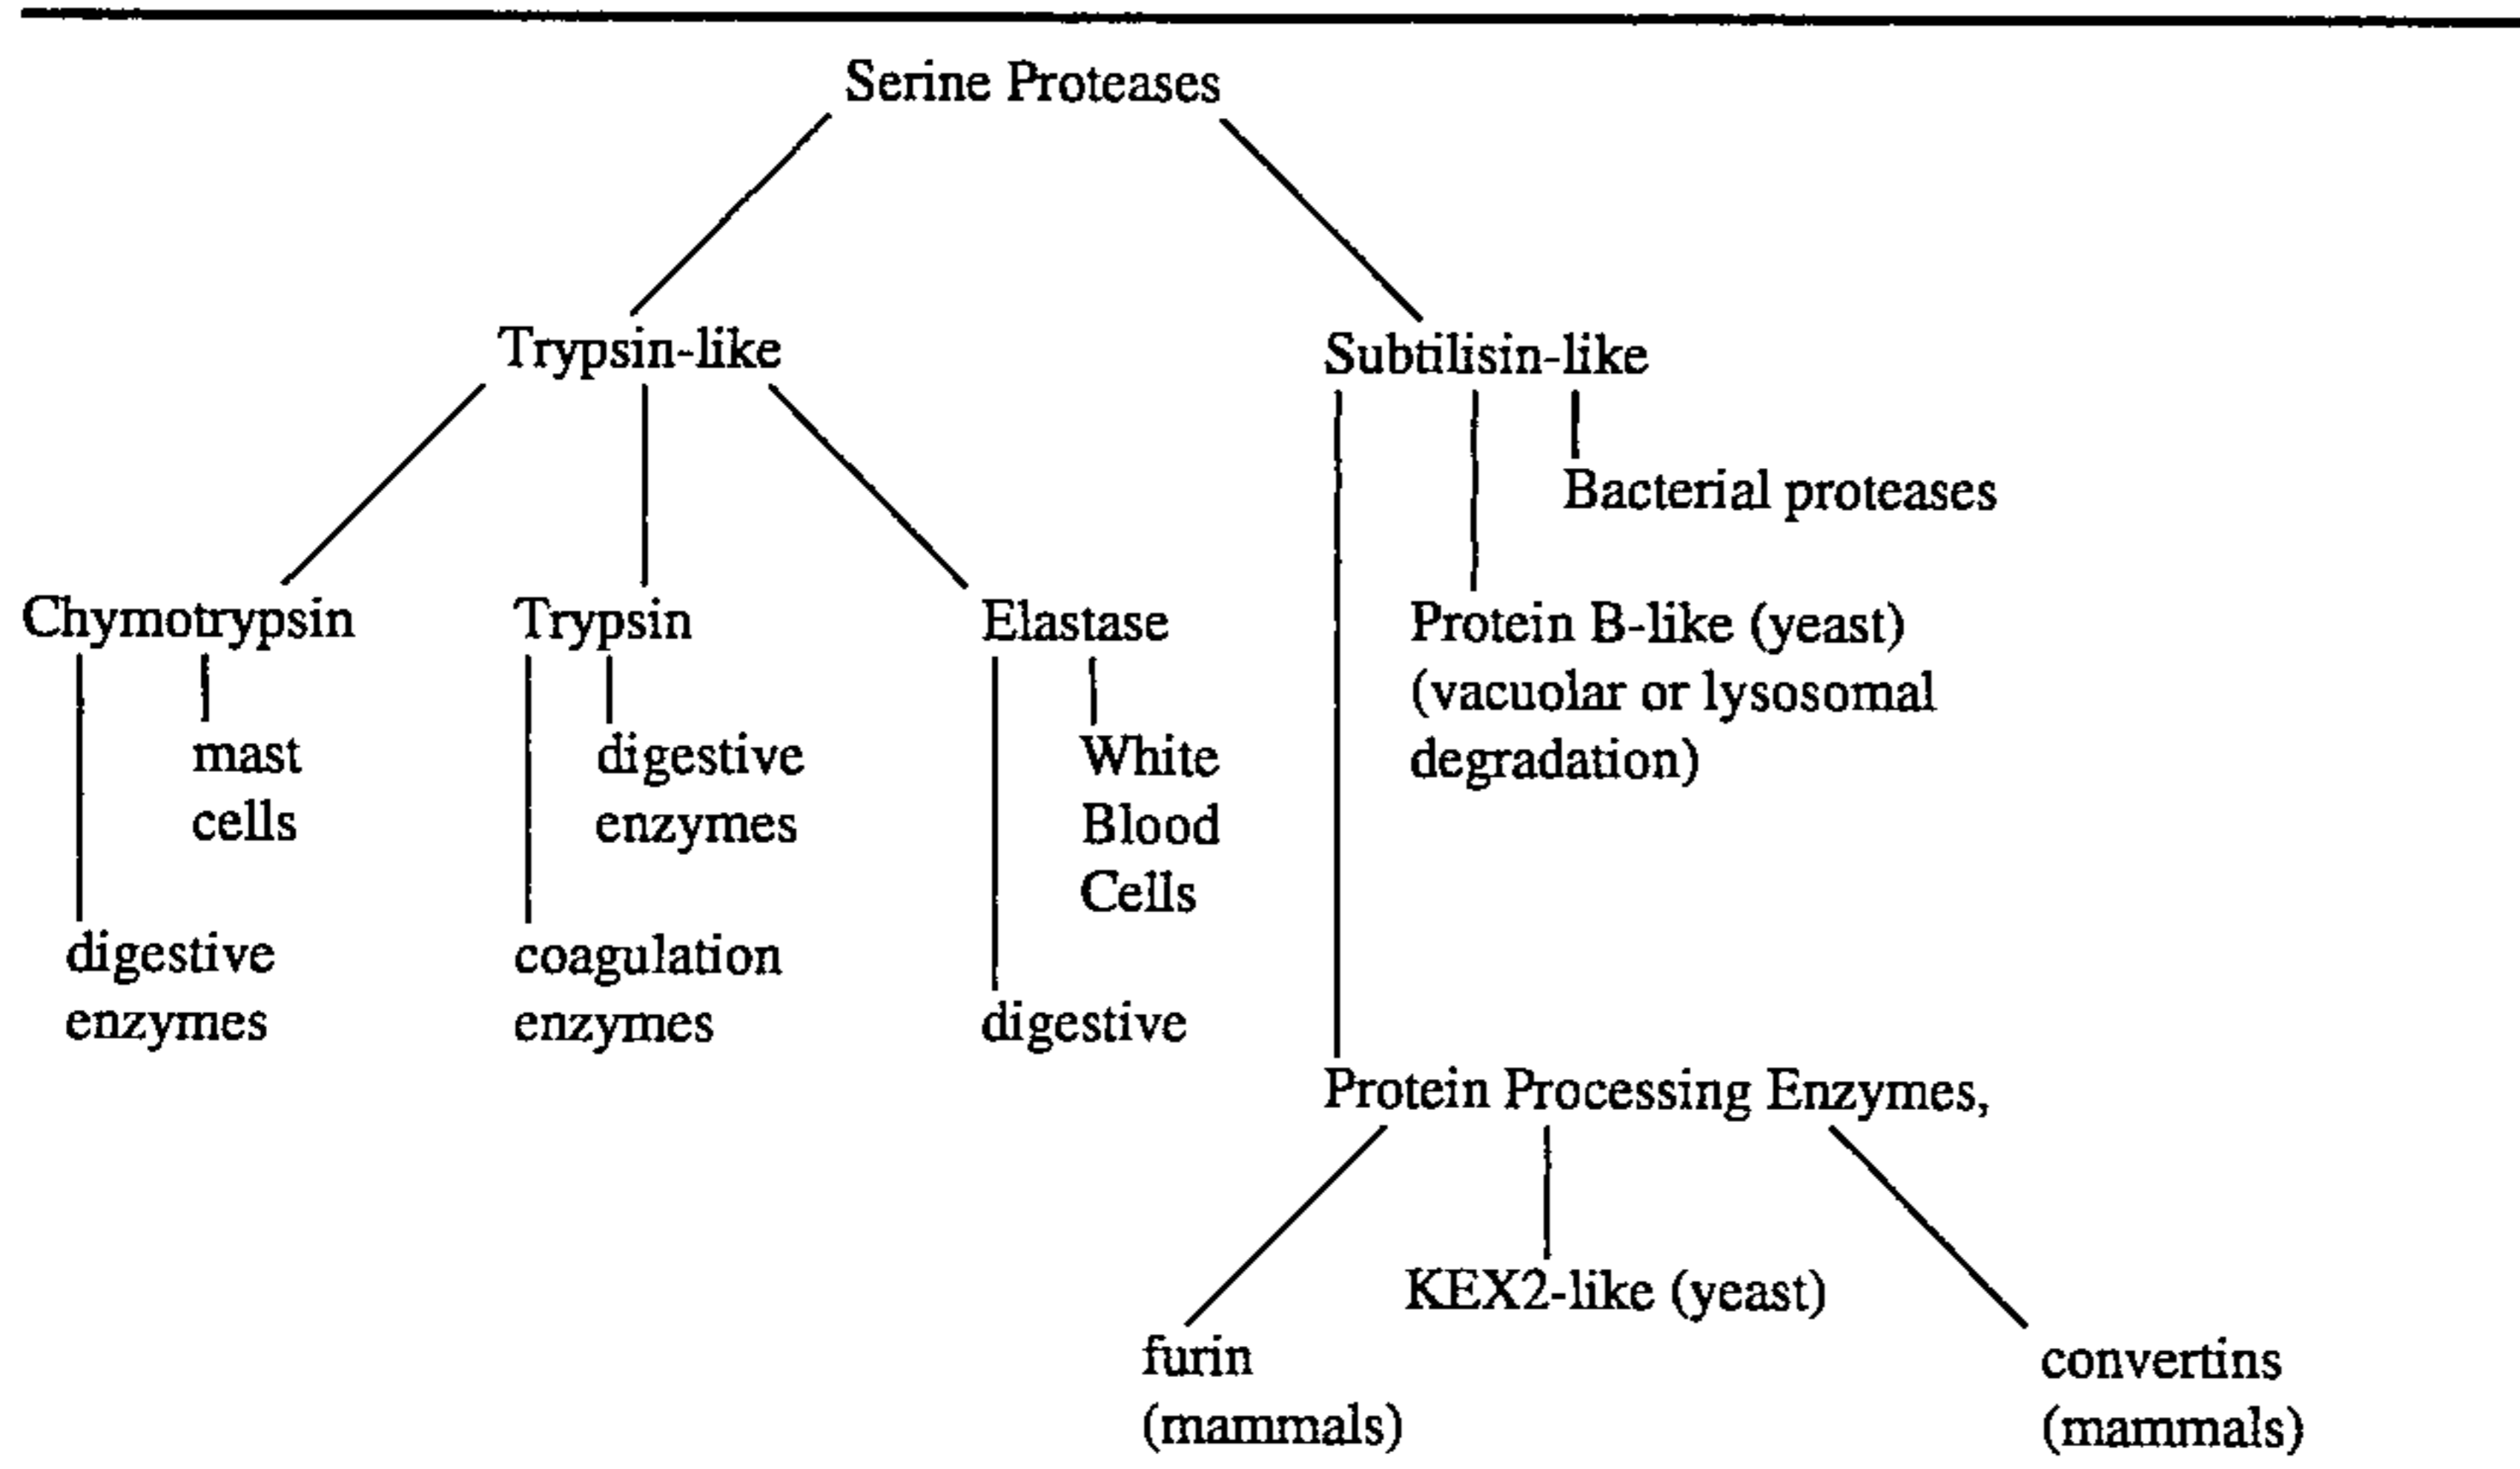 Serine Proteases
Trypsin-like
Subtilisin-like
Bacterial proteases
Chymotrypsin
Trypsin
Elastase
Protein B-like (yeast)
(vacuolar or lysosomal
degradation)
mast
cells
digestive
enzymes
White
Blood
Cells
digestive
enzymes
coagulation
enzymes
digestive
Protein Processing Enzymes,
KEX2-like (yeast)
furin
(mammals)
convertins
(mammals)